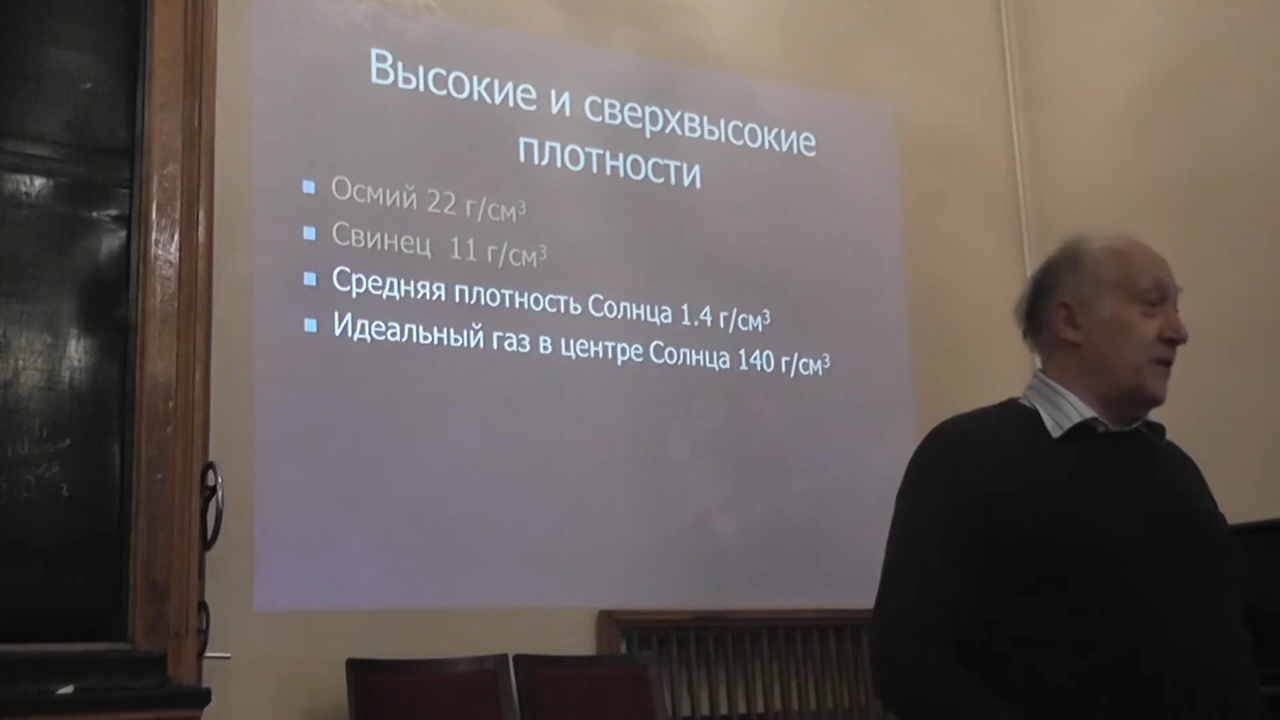 Высокие и сверхвысокие
плотности
Осмий 22 г/см³
Свинец 11 г/см³
Средняя плотность Солнца 1.4 г/см³
Идеальный газ в центре Солнца 140 г/см³